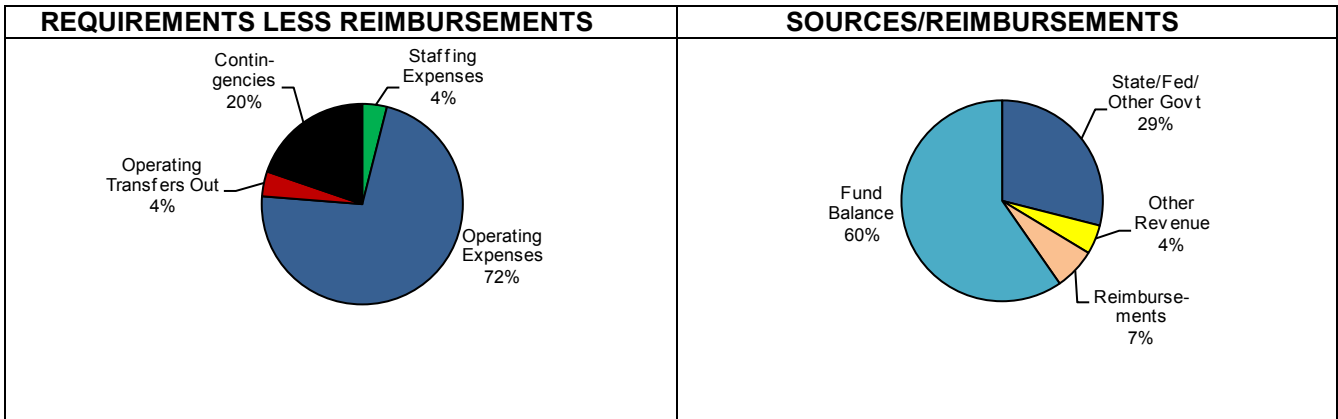 REQUIREMENTS LESS REIMBURSEMENTS
Contin-
gencies
20%
Staffing
Expenses
4%
Operating
Transfers Out
4%
Operating
Expenses
72%
SOURCES/REIMBURSEMENTS
State/Fed/
Other Govt
29%
Fund
Balance
60%
Other
Revenue
4%
Reimburse-
ments
7%